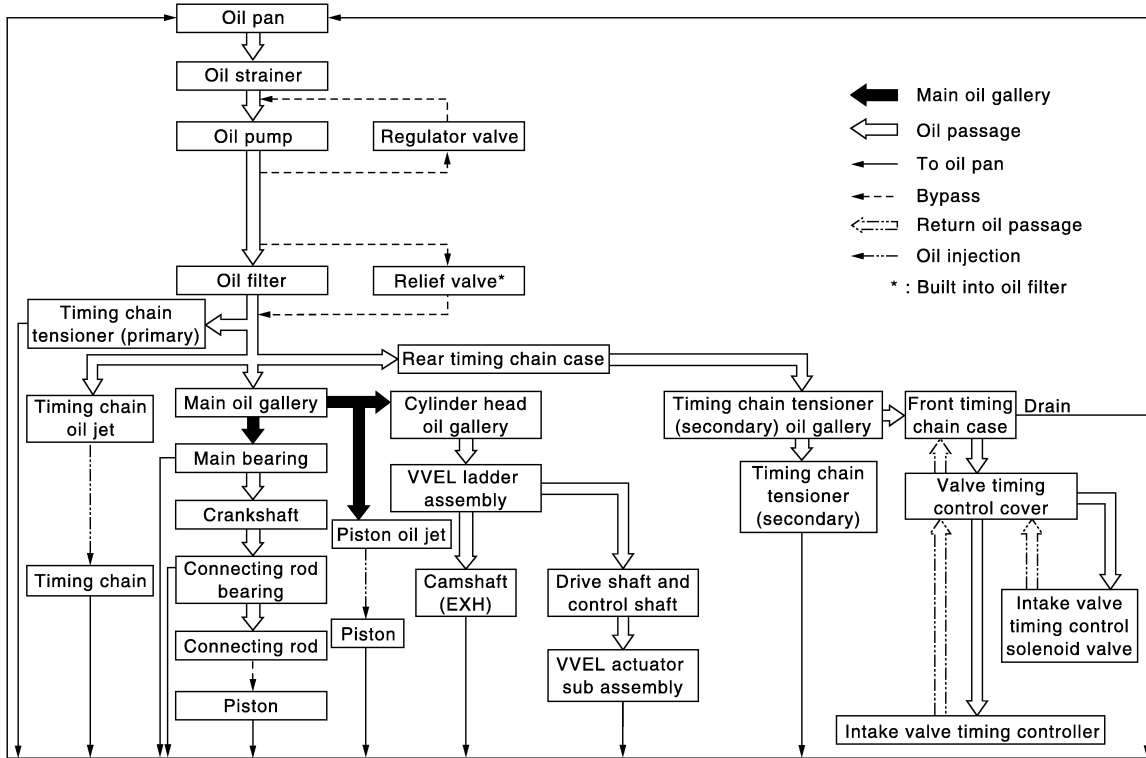 Oil pan
Oil strainer
Oil pump
Regulator valve
Oil filter
Relief valve*
Main oil gallery
Oil passage
To oil pan
Bypass
Return oil passage
Oil injection
* : Built into oil filter
Timing chain
tensioner (primary)
Rear timing chain case
Timing chain
oil jet
Main oil gallery
Cylinder head
oil gallery
Timing chain tensioner
(secondary) oil gallery
Front timing
chain case
Drain
Main bearing
VVEL ladder
assembly
Timing chain
tensioner
(secondary)
Valve timing
control cover
Crankshaft
Piston oil jet
Timing chain
Connecting rod
bearing
Camshaft
(EXH)
Drive shaft and
control shaft
Intake valve
timing control
solenoid valve
Connecting rod
Piston
VVEL actuator
sub assembly
Piston
Intake valve timing controller